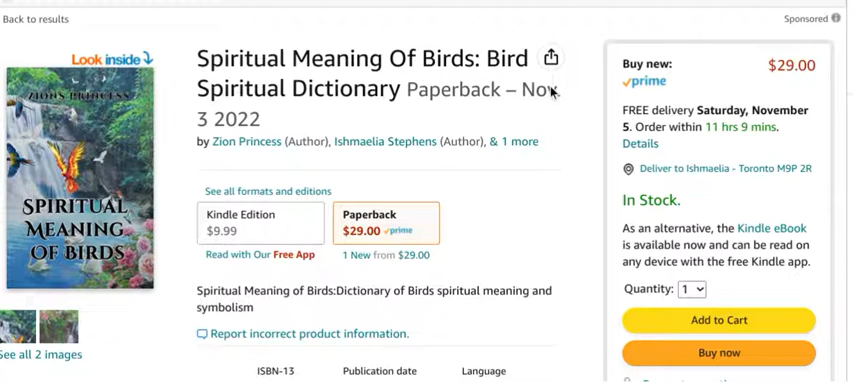 Back to results
Sponsored
Look inside
ZIONS PRINCESS
SPIRITUAL
MEANING
OF BIRDS
See all 2 images
Spiritual Meaning Of Birds: Bird
Spiritual Dictionary Paperback – Nov.
3 2022
by Zion Princess (Author), Ishmaelia Stephens (Author), & 1 more
See all formats and editions
Kindle Edition
$9.99
Read with Our Free App
Paperback
$29.00 prime
1 New from $29.00
Spiritual Meaning of Birds:Dictionary of Birds spiritual meaning and
symbolism
Report incorrect product information.
ISBN-13 Publication date Language
Buy new: $29.00
prime
FREE delivery Saturday, November
5. Order within 11 hrs 9 mins.
Details
Deliver to Ishmaelia - Toronto M9P 2R
In Stock.
As an alternative, the Kindle eBook
is available now and can be read on
any device with the free Kindle app.
Quantity: 1
Add to Cart
Buy now